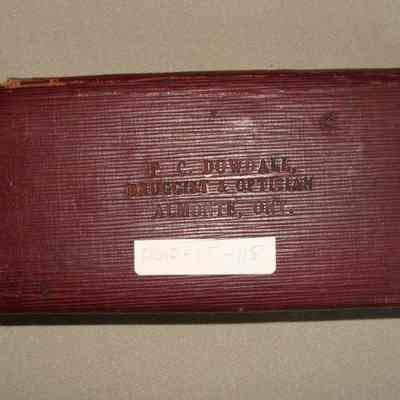 P. C. DOWDALL,
DRUGGIST & OPTICIAN
ALMONTE, ONT.